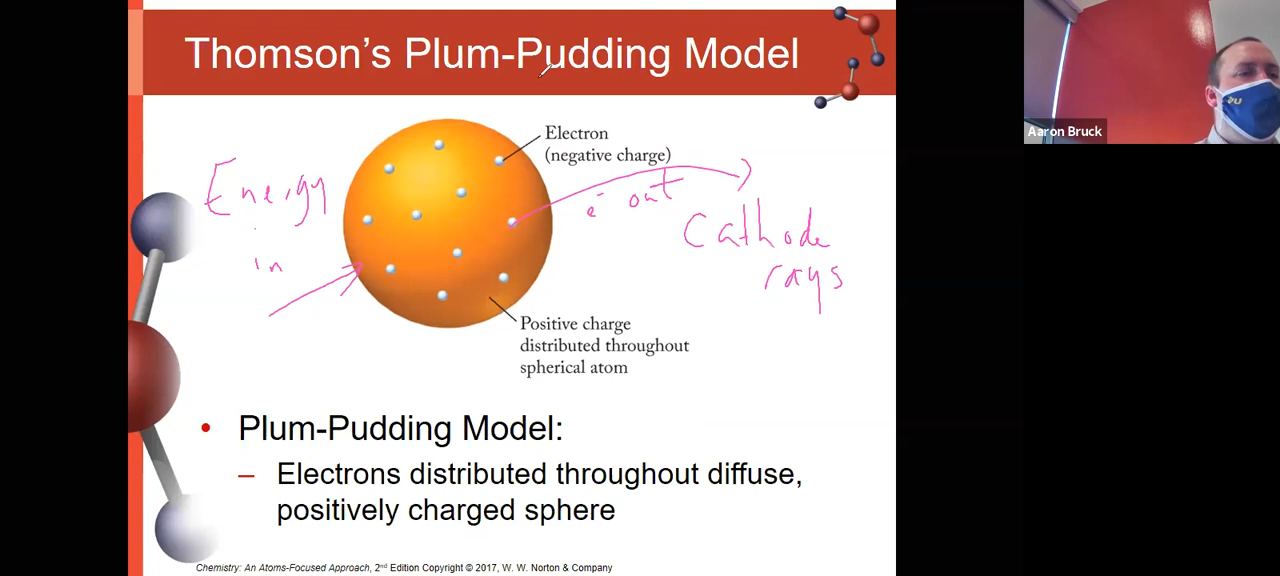 Thomson's Plum-Pudding Model
Electron
(negative charge)
Energy
in
e⁻ out
Cathode
rays
Positive charge
distributed throughout
spherical atom
• Plum-Pudding Model:
– Electrons distributed throughout diffuse,
positively charged sphere
Chemistry: An Atoms-Focused Approach, 2nd Edition Copyright © 2017, W. W. Norton & Company
Aaron Bruck